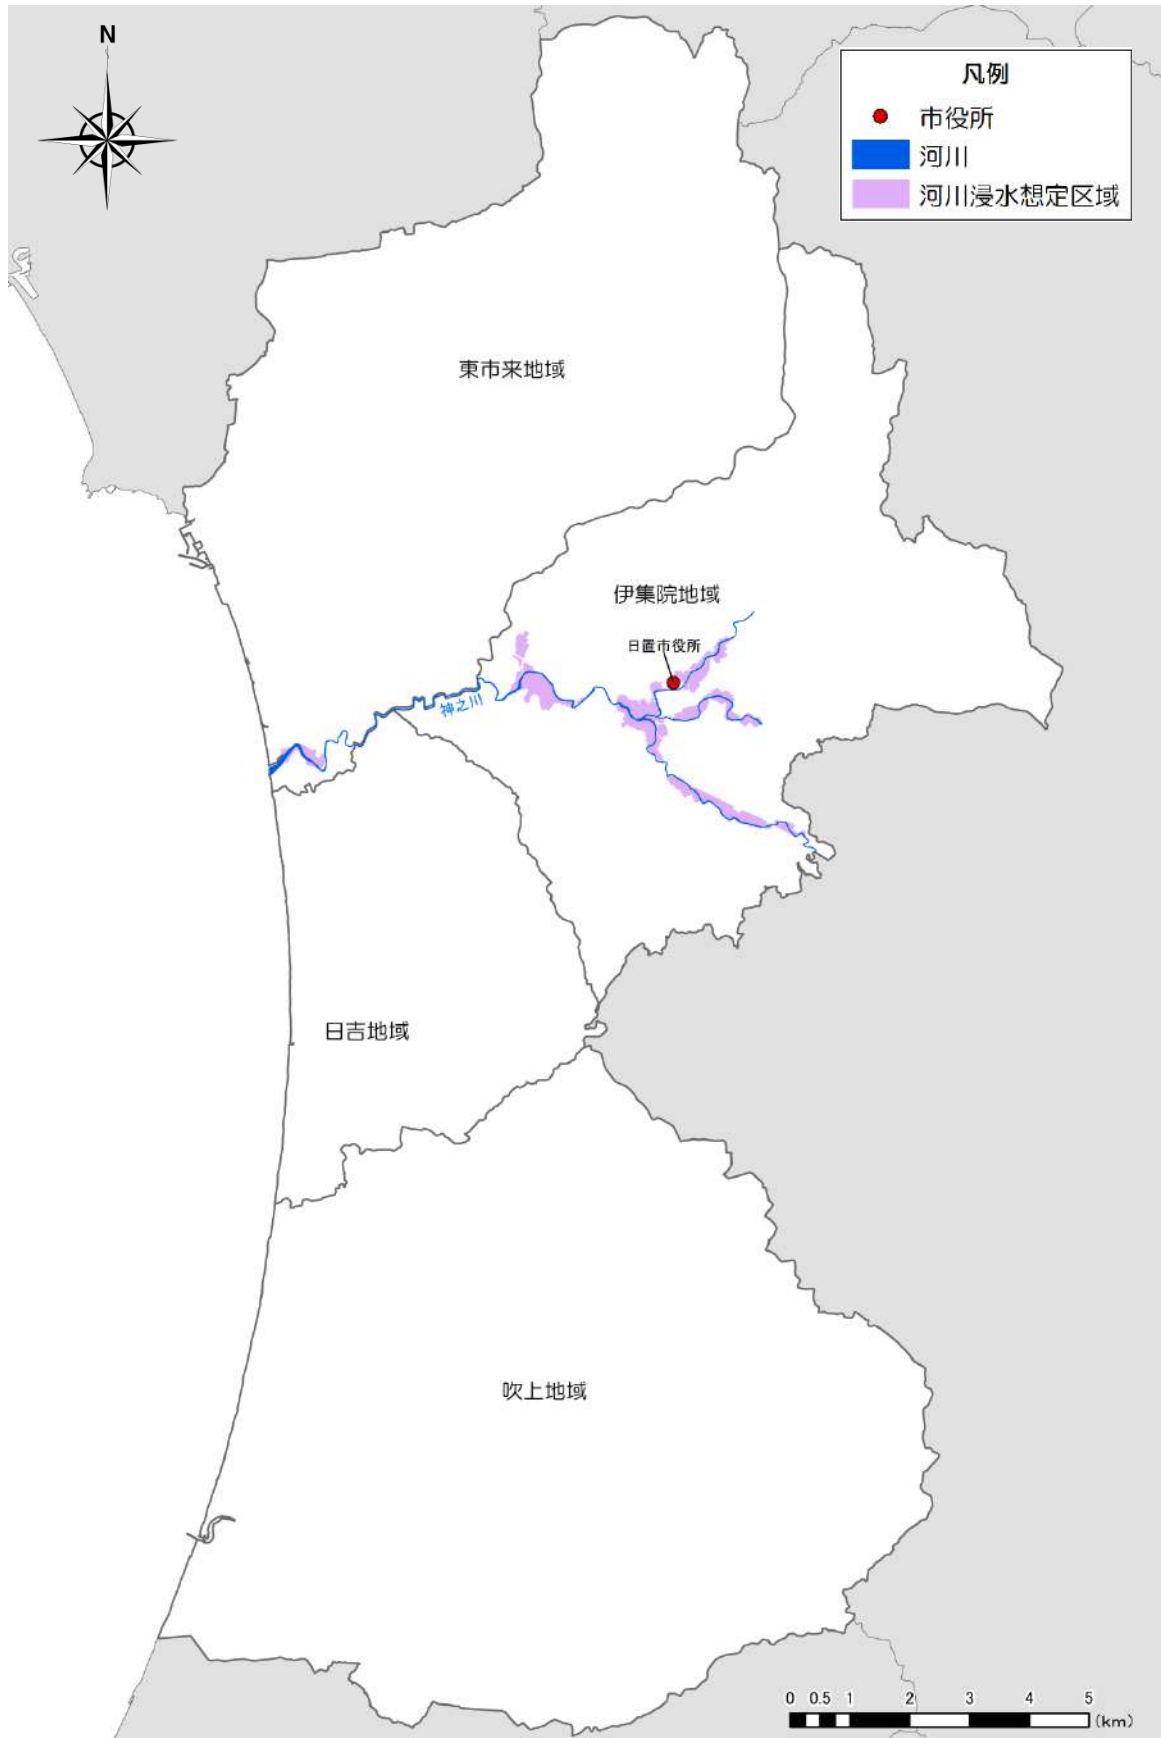 N
凡例
市役所
河川
河川浸水想定区域
東市来地域
伊集院地域
日置市役所
神之川
日吉地域
吹上地域
0 0.5 1 2 3 4 5
(km)